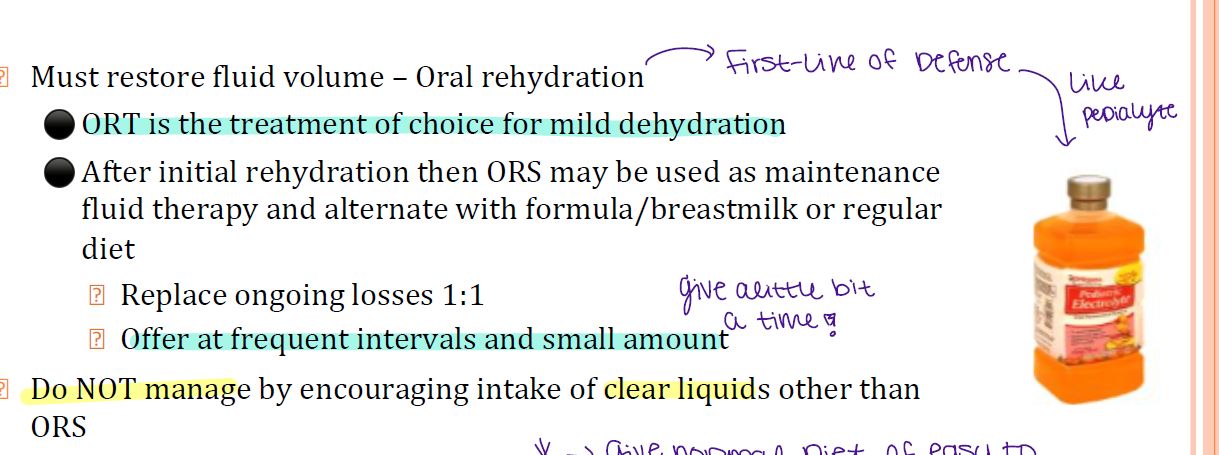 Must restore fluid volume – Oral rehydration
First-line of Defense
like
pedialyte
ORT is the treatment of choice for mild dehydration
After initial rehydration then ORS may be used as maintenance
fluid therapy and alternate with formula/breastmilk or regular
diet
Replace ongoing losses 1:1
give alittle bit
a time!
Offer at frequent intervals and small amount
Pediatric
Electrolyte
Do NOT manage by encouraging intake of clear liquids other than
ORS
Give normal Diet of easy to